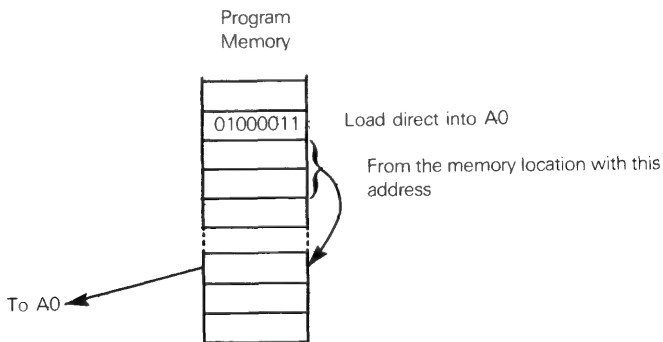 Program
Memory
01000011
Load direct into A0
From the memory location with this
address
To A0